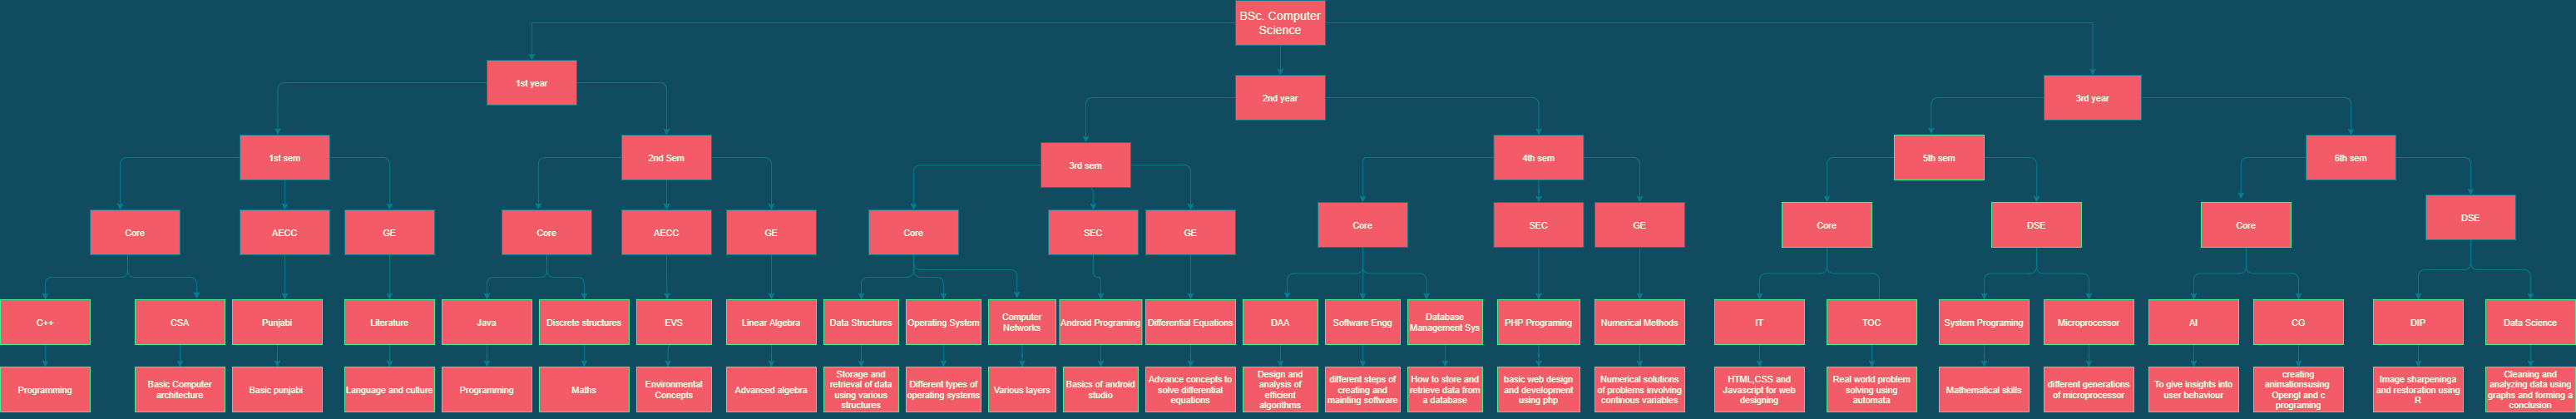 BSc. Computer
Science
1st year
2nd year
3rd year
1st sem
2nd Sem
3rd sem
4th sem
5th sem
6th sem
Core
AECC
GE
Core
AECC
GE
Core
SEC
GE
Core
SEC
GE
Core
DSE
Core
DSE
C++
CSA
Punjabi
Literature
Java
Discrete structures
EVS
Linear Algebra
Data Structures
Operating System
Computer
Networks
Android Programing
Differential Equations
DAA
Software Engg
Database
Management Sys
PHP Programing
Numerical Methods
IT
TOC
System Programing
Microprocessor
AI
CG
DIP
Data Science
Programming
Basic Computer
architecture
Basic punjabi
Language and culture
Programming
Maths
Environmental
Concepts
Advanced algebra
Storage and
retrieval of data
using various
structures
Different types of
operating systems
Various layers
Basics of android
studio
Advance concepts to
solve differential
equations
Design and
analysis of
efficient
algorithms
different steps of
creating and
mainting software
How to store and
retrieve data from
a database
basic web design
and development
using php
Numerical solutions
of problems involving
continous variables
HTML,CSS and
Javascript for web
designing
Real world problem
solving using
automata
Mathematical skills
different generations
of microprocessor
To give insights into
user behaviour
creating
animationsusing
Opengl and c
programing
Image sharpeninga
and restoration using
R
Cleaning and
analyzing data using
graphs and forming a
conclusion